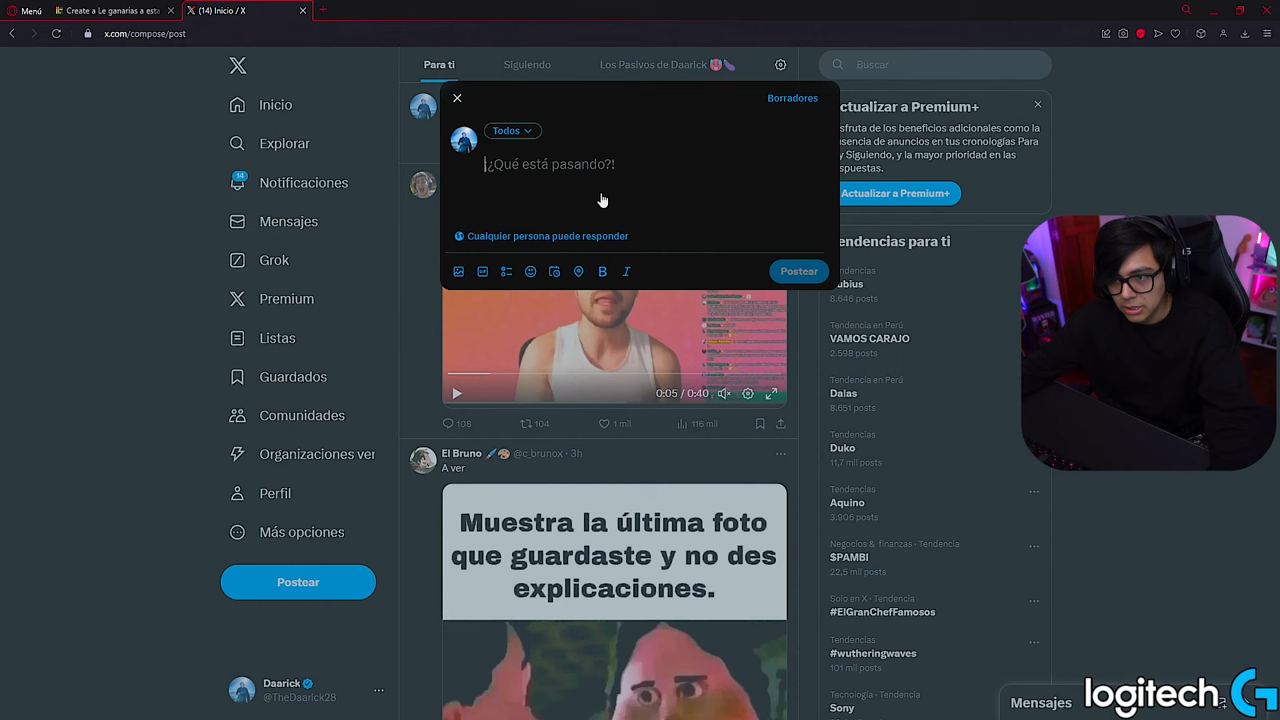 Menú
Create a Le ganarias a esta
(14) Inicio / X
x.com/compose/post
Para ti
Siguiendo
Los Pasivos de Daarick
Buscar
Inicio
Explorar
14
Notificaciones
Mensajes
Grok
Premium
Listas
Guardados
Comunidades
Organizaciones ver
Perfil
Más opciones
Postear
Daarick
@TheDaarick28
Borradores
Todos
¿Qué está pasando?!
Cualquier persona puede responder
B
I
Postear
0:05 / 0:40
108
104
1 mil
116 mil
El Bruno
@c_brunox · 3h
A ver
Muestra la última foto
que guardaste y no des
explicaciones.
ctualizar a Premium+
sfruta de los beneficios adicionales como la
usencia de anuncios en tus cronologías Para
y Siguiendo, y la mayor prioridad en las
spuestas.
Actualizar a Premium+
endencias para ti
endencias
ubius
8.646 posts
Tendencia en Perú
VAMOS CARAJO
2.598 posts
Tendencia en Perú
Dalas
8.651 posts
Tendencias
Duko
11,7 mil posts
Tendencias
Aquino
3.906 posts
Negocios & finanzas · Tendencia
$PAMBI
22,5 mil posts
Solo en X · Tendencia
#ElGranChefFamosos
Tendencias
#wutheringwaves
101 mil posts
Tecnología · Tendencia
Sony
Mensajes
logitech G